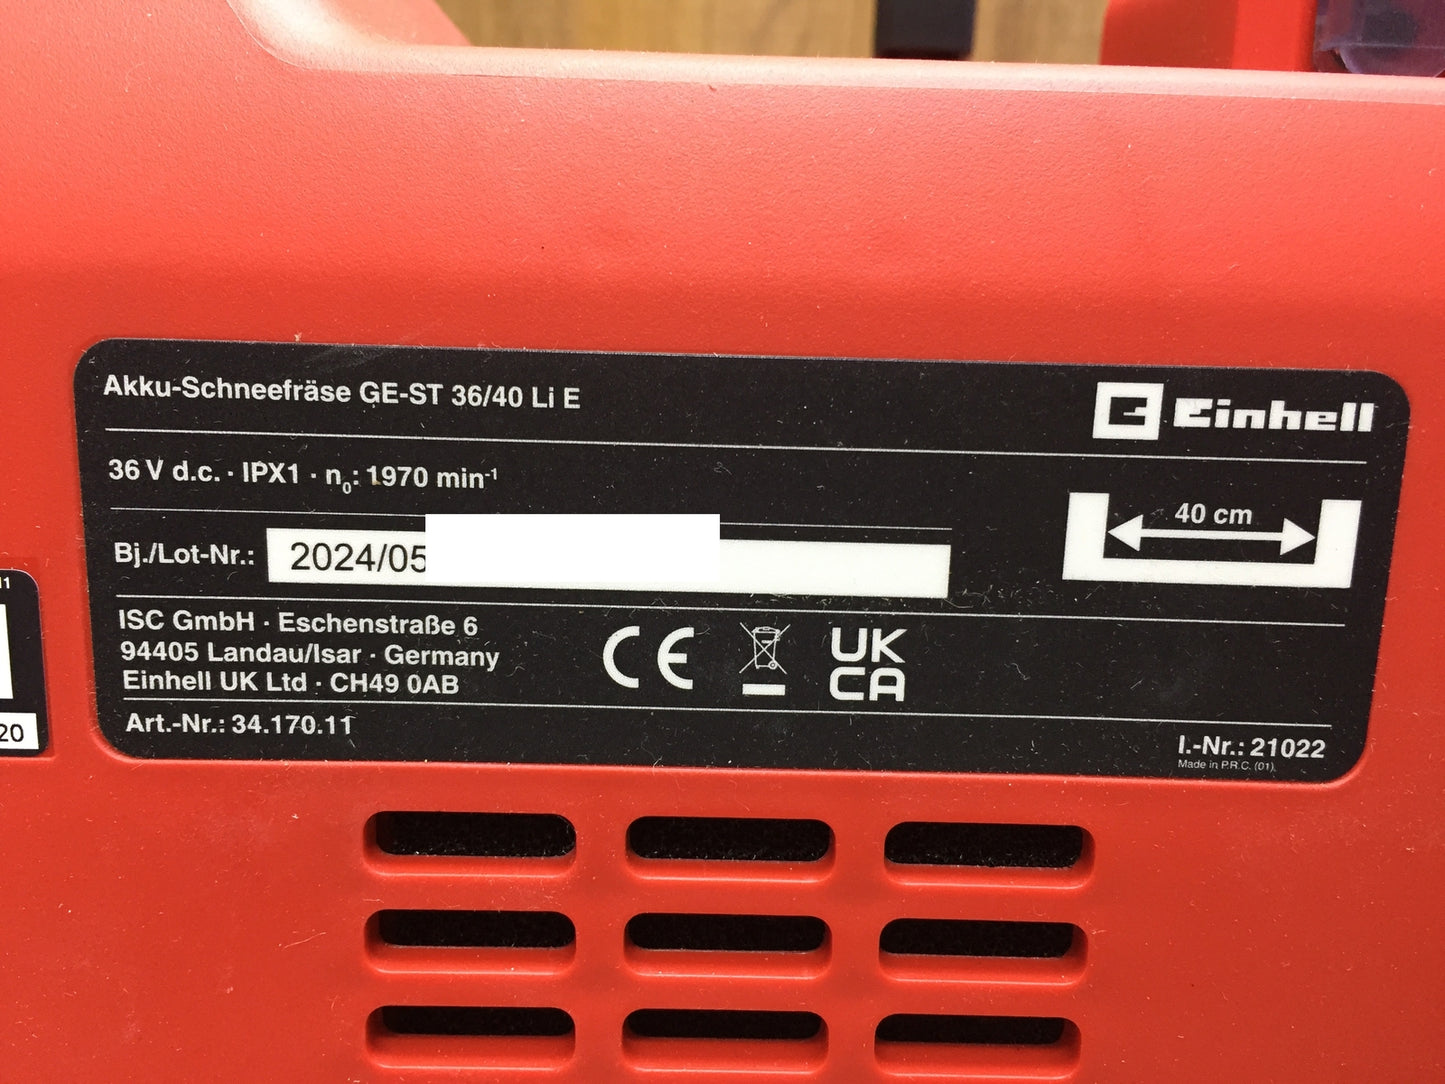 Akku-Schneefräse GE-ST 36/40 Li E
Einhell
36 V d.c. · IPX1 · n₀: 1970 min⁻¹
40 cm
Bj./Lot-Nr.: 2024/05
ISC GmbH · Eschenstraße 6
94405 Landau/Isar · Germany
Einhell UK Ltd · CH49 0AB
CE
UK
CA
Art.-Nr.: 34.170.11
I.-Nr.: 21022
Made in P.R.C. (01)
11
20